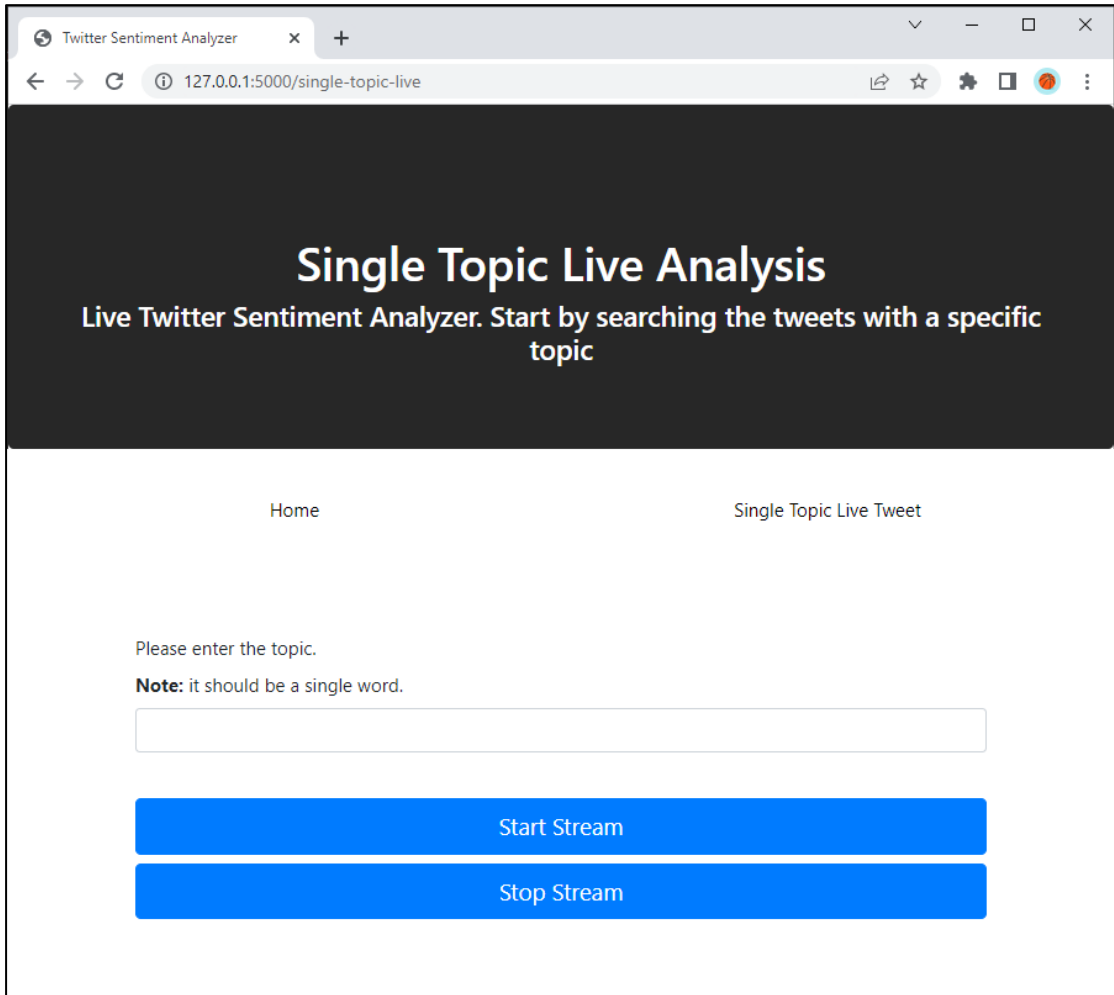 Twitter Sentiment Analyzer
127.0.0.1:5000/single-topic-live
Single Topic Live Analysis
Live Twitter Sentiment Analyzer. Start by searching the tweets with a specific
topic
Home
Single Topic Live Tweet
Please enter the topic.
Note: it should be a single word.
Start Stream
Stop Stream